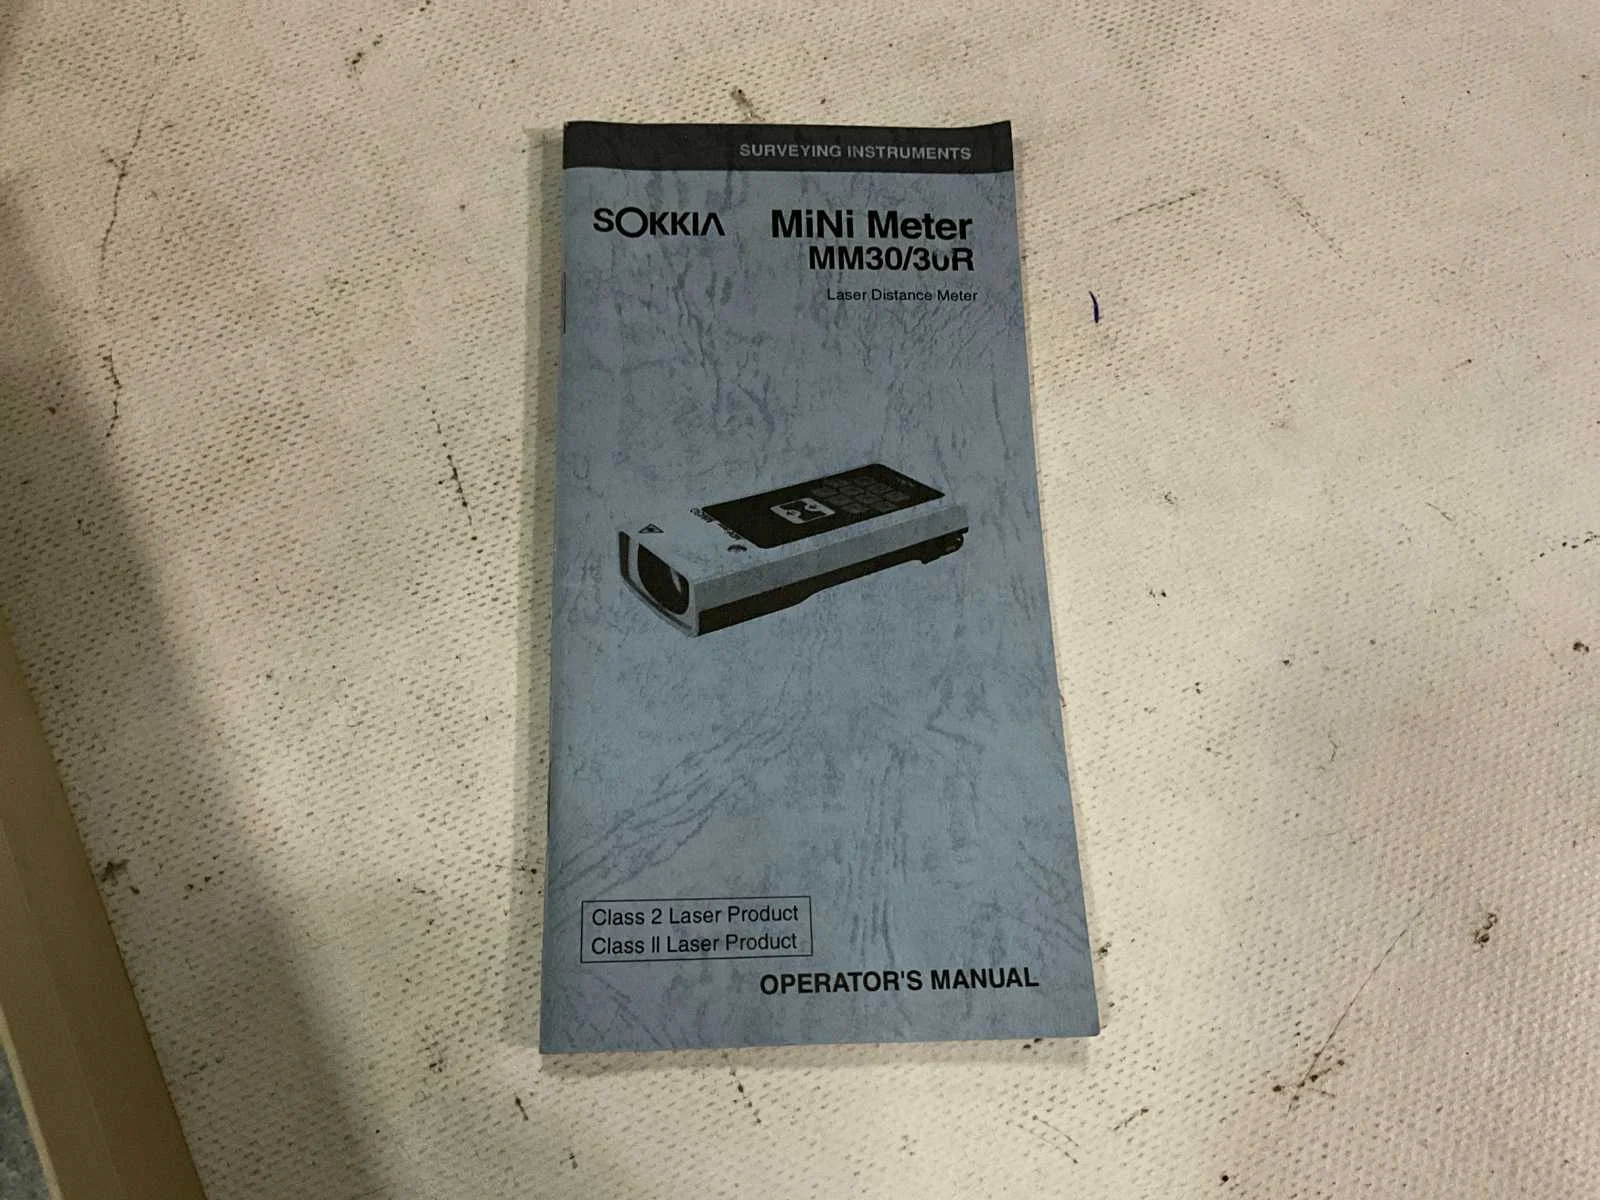 SURVEYING INSTRUMENTS
SOKKIA
MiNi Meter
MM30/30R
Laser Distance Meter
Class 2 Laser Product
Class II Laser Product
OPERATOR'S MANUAL